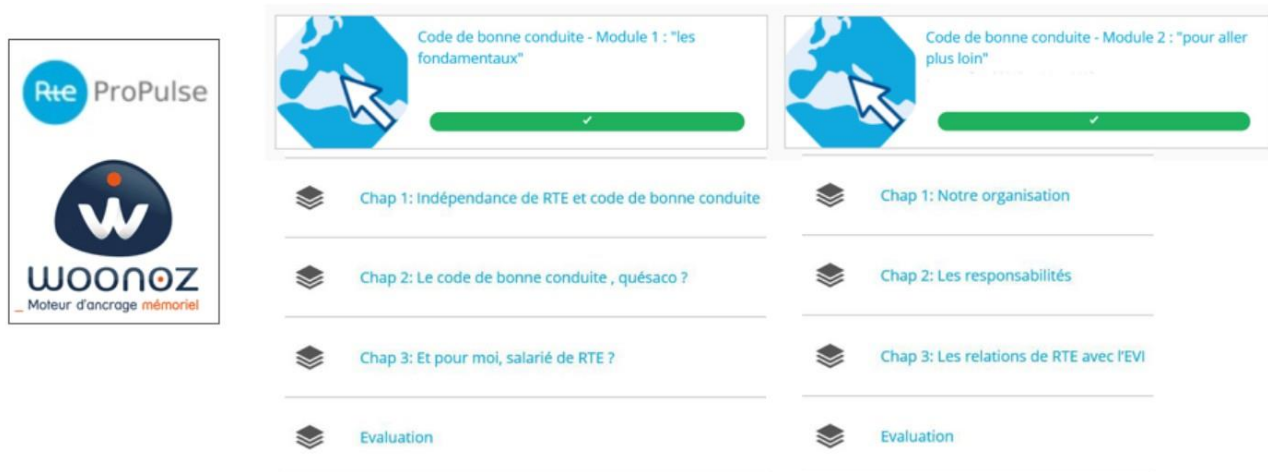 Rte ProPulse
woonoz
_ Moteur d'ancrage mémoriel
Code de bonne conduite - Module 1 : "les
fondamentaux"
Chap 1: Indépendance de RTE et code de bonne conduite
Chap 2: Le code de bonne conduite , quésaco ?
Chap 3: Et pour moi, salarié de RTE ?
Evaluation
Code de bonne conduite - Module 2 : "pour aller
plus loin"
Chap 1: Notre organisation
Chap 2: Les responsabilités
Chap 3: Les relations de RTE avec l'EVI
Evaluation